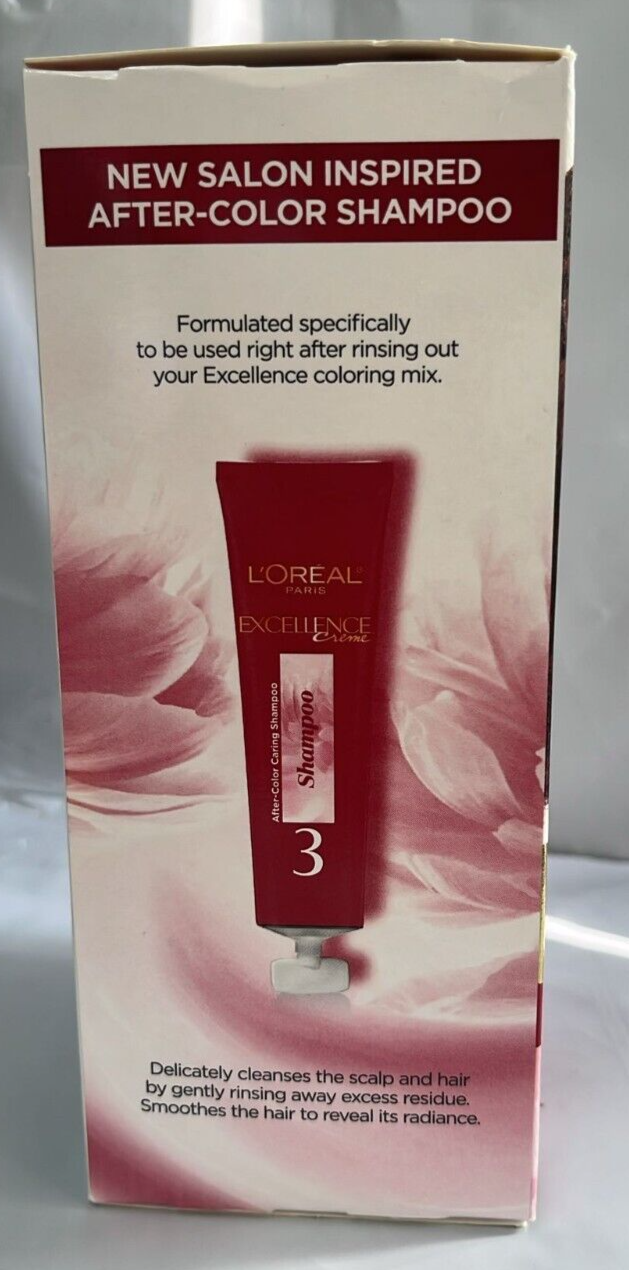 NEW SALON INSPIRED
AFTER-COLOR SHAMPOO
Formulated specifically
to be used right after rinsing out
your Excellence coloring mix.
L'ORÉAL
PARIS
EXCELLENCE
Crème
After-Color Caring Shampoo
Shampoo
3
Delicately cleanses the scalp and hair
by gently rinsing away excess residue.
Smoothes the hair to reveal its radiance.